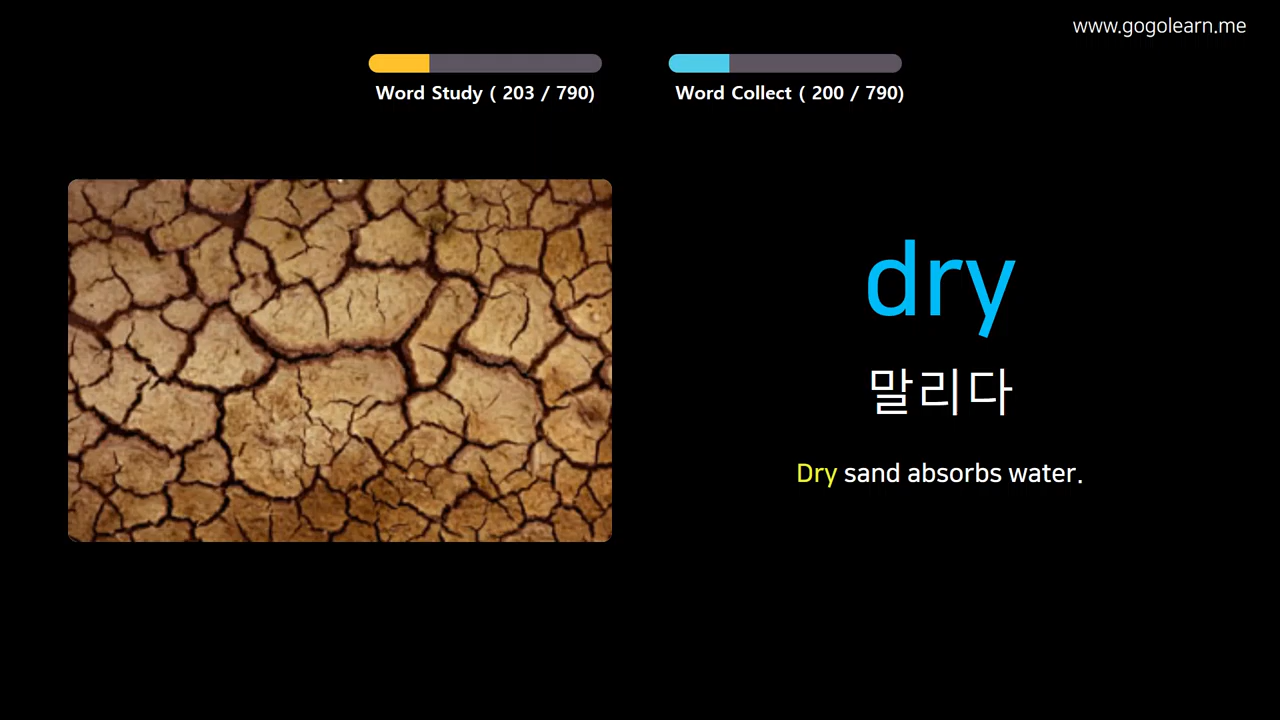 www.gogolearn.me
Word Study ( 203 / 790)
Word Collect ( 200 / 790)
dry
말리다
Dry sand absorbs water.